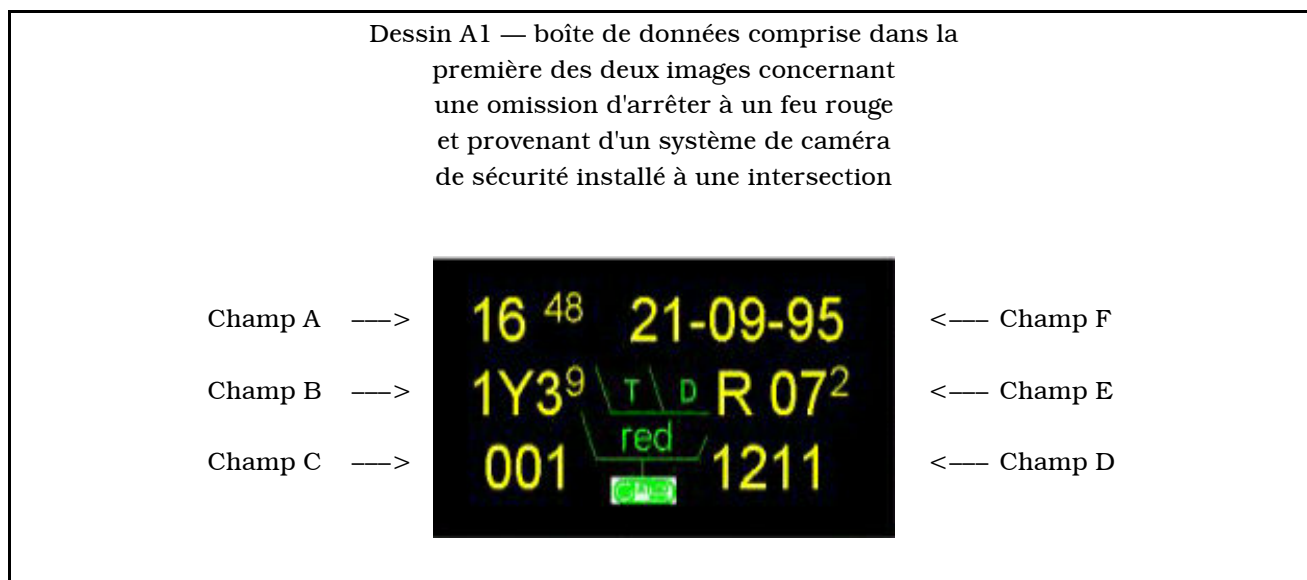 Dessin A1 — boîte de données comprise dans la
première des deux images concernant
une omission d'arrêter à un feu rouge
et provenant d'un système de caméra
de sécurité installé à une intersection
Champ A —–> 16 48 21-09-95 <—– Champ F
Champ B —–> 1Y39 T D R 072 <—– Champ E
red
Champ C —–> 001 1211 <—– Champ D